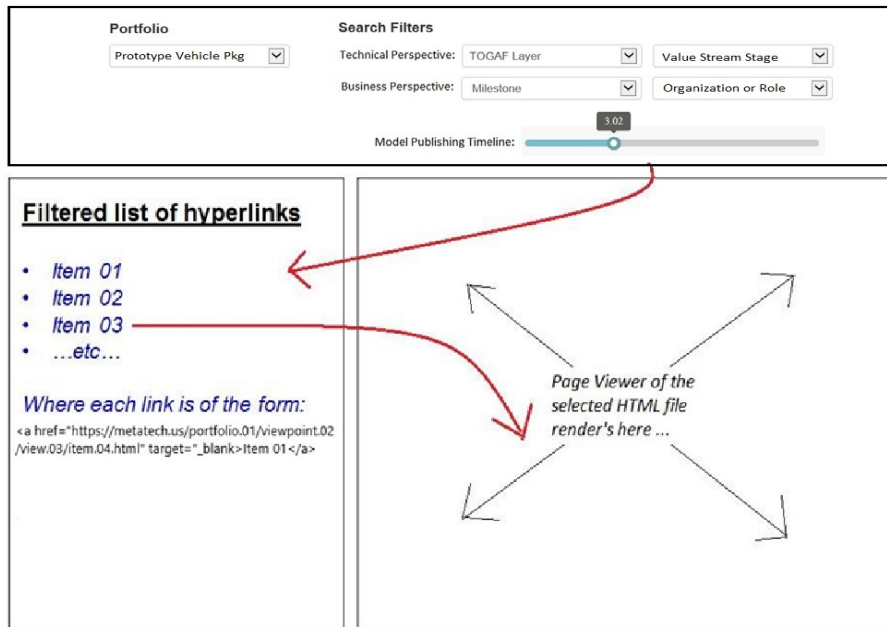 Portfolio
Prototype Vehicle Pkg
Search Filters
Technical Perspective: TOGAF Layer Value Stream Stage
Business Perspective: Milestone Organization or Role
3.02
Model Publishing Timeline:
Filtered list of hyperlinks
• Item 01
• Item 02
• Item 03
• ...etc...
Where each link is of the form:
<a href="https://metatech.us/portfolio.01/viewpoint.02
/view.03/item.04.html" target="_blank>Item 01</a>
Page Viewer of the
selected HTML file
render's here ...